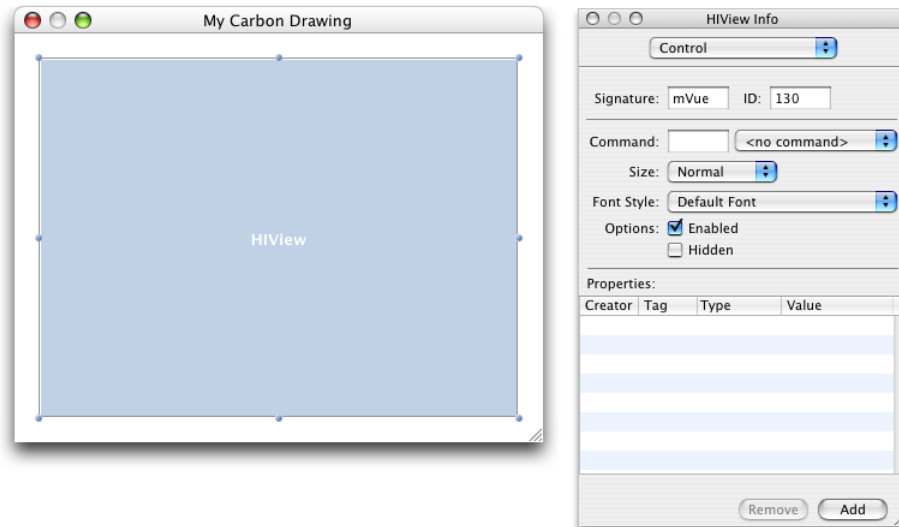 My Carbon Drawing
HIView
HIView Info
Control
Signature: mVue ID: 130
Command: <no command>
Size: Normal
Font Style: Default Font
Options: Enabled
Hidden
Properties:
Creator Tag Type Value
Remove Add